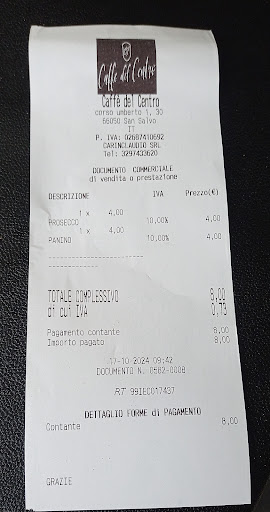 Caffè del Centro
Caffè del Centro
corso umberto 1, 30
66050 San Salvo
IT
P. IVA: 02687410692
CARINCLAUDIO SRL
Tel: 3297433620
DOCUMENTO COMMERCIALE
di vendita o prestazione
DESCRIZIONE IVA Prezzo(€)
1 x 4,00
PROSECCO 10,00% 4,00
1 x 4,00
PANINO 10,00% 4,00
TOTALE COMPLESSIVO 8,00
di cui IVA 0,73
Pagamento contante 8,00
Importo pagato 8,00
17-10-2024 09:42
DOCUMENTO N. 0582-0008
RT 99IEC017437
DETTAGLIO FORME di PAGAMENTO
Contante 8,00
GRAZIE